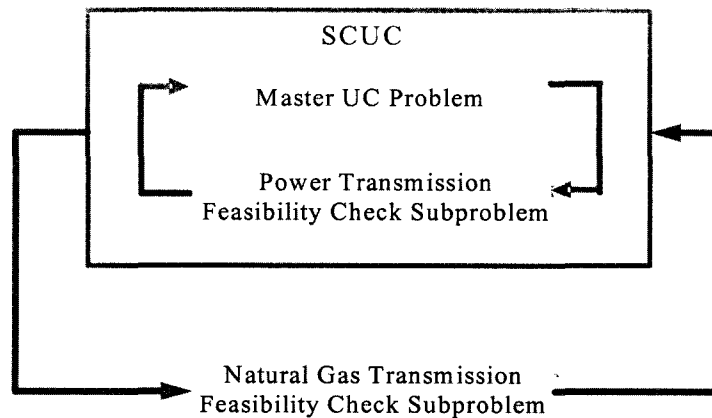 SCUC
Master UC Problem
Power Transmission
Feasibility Check Subproblem
Natural Gas Transmission
Feasibility Check Subproblem